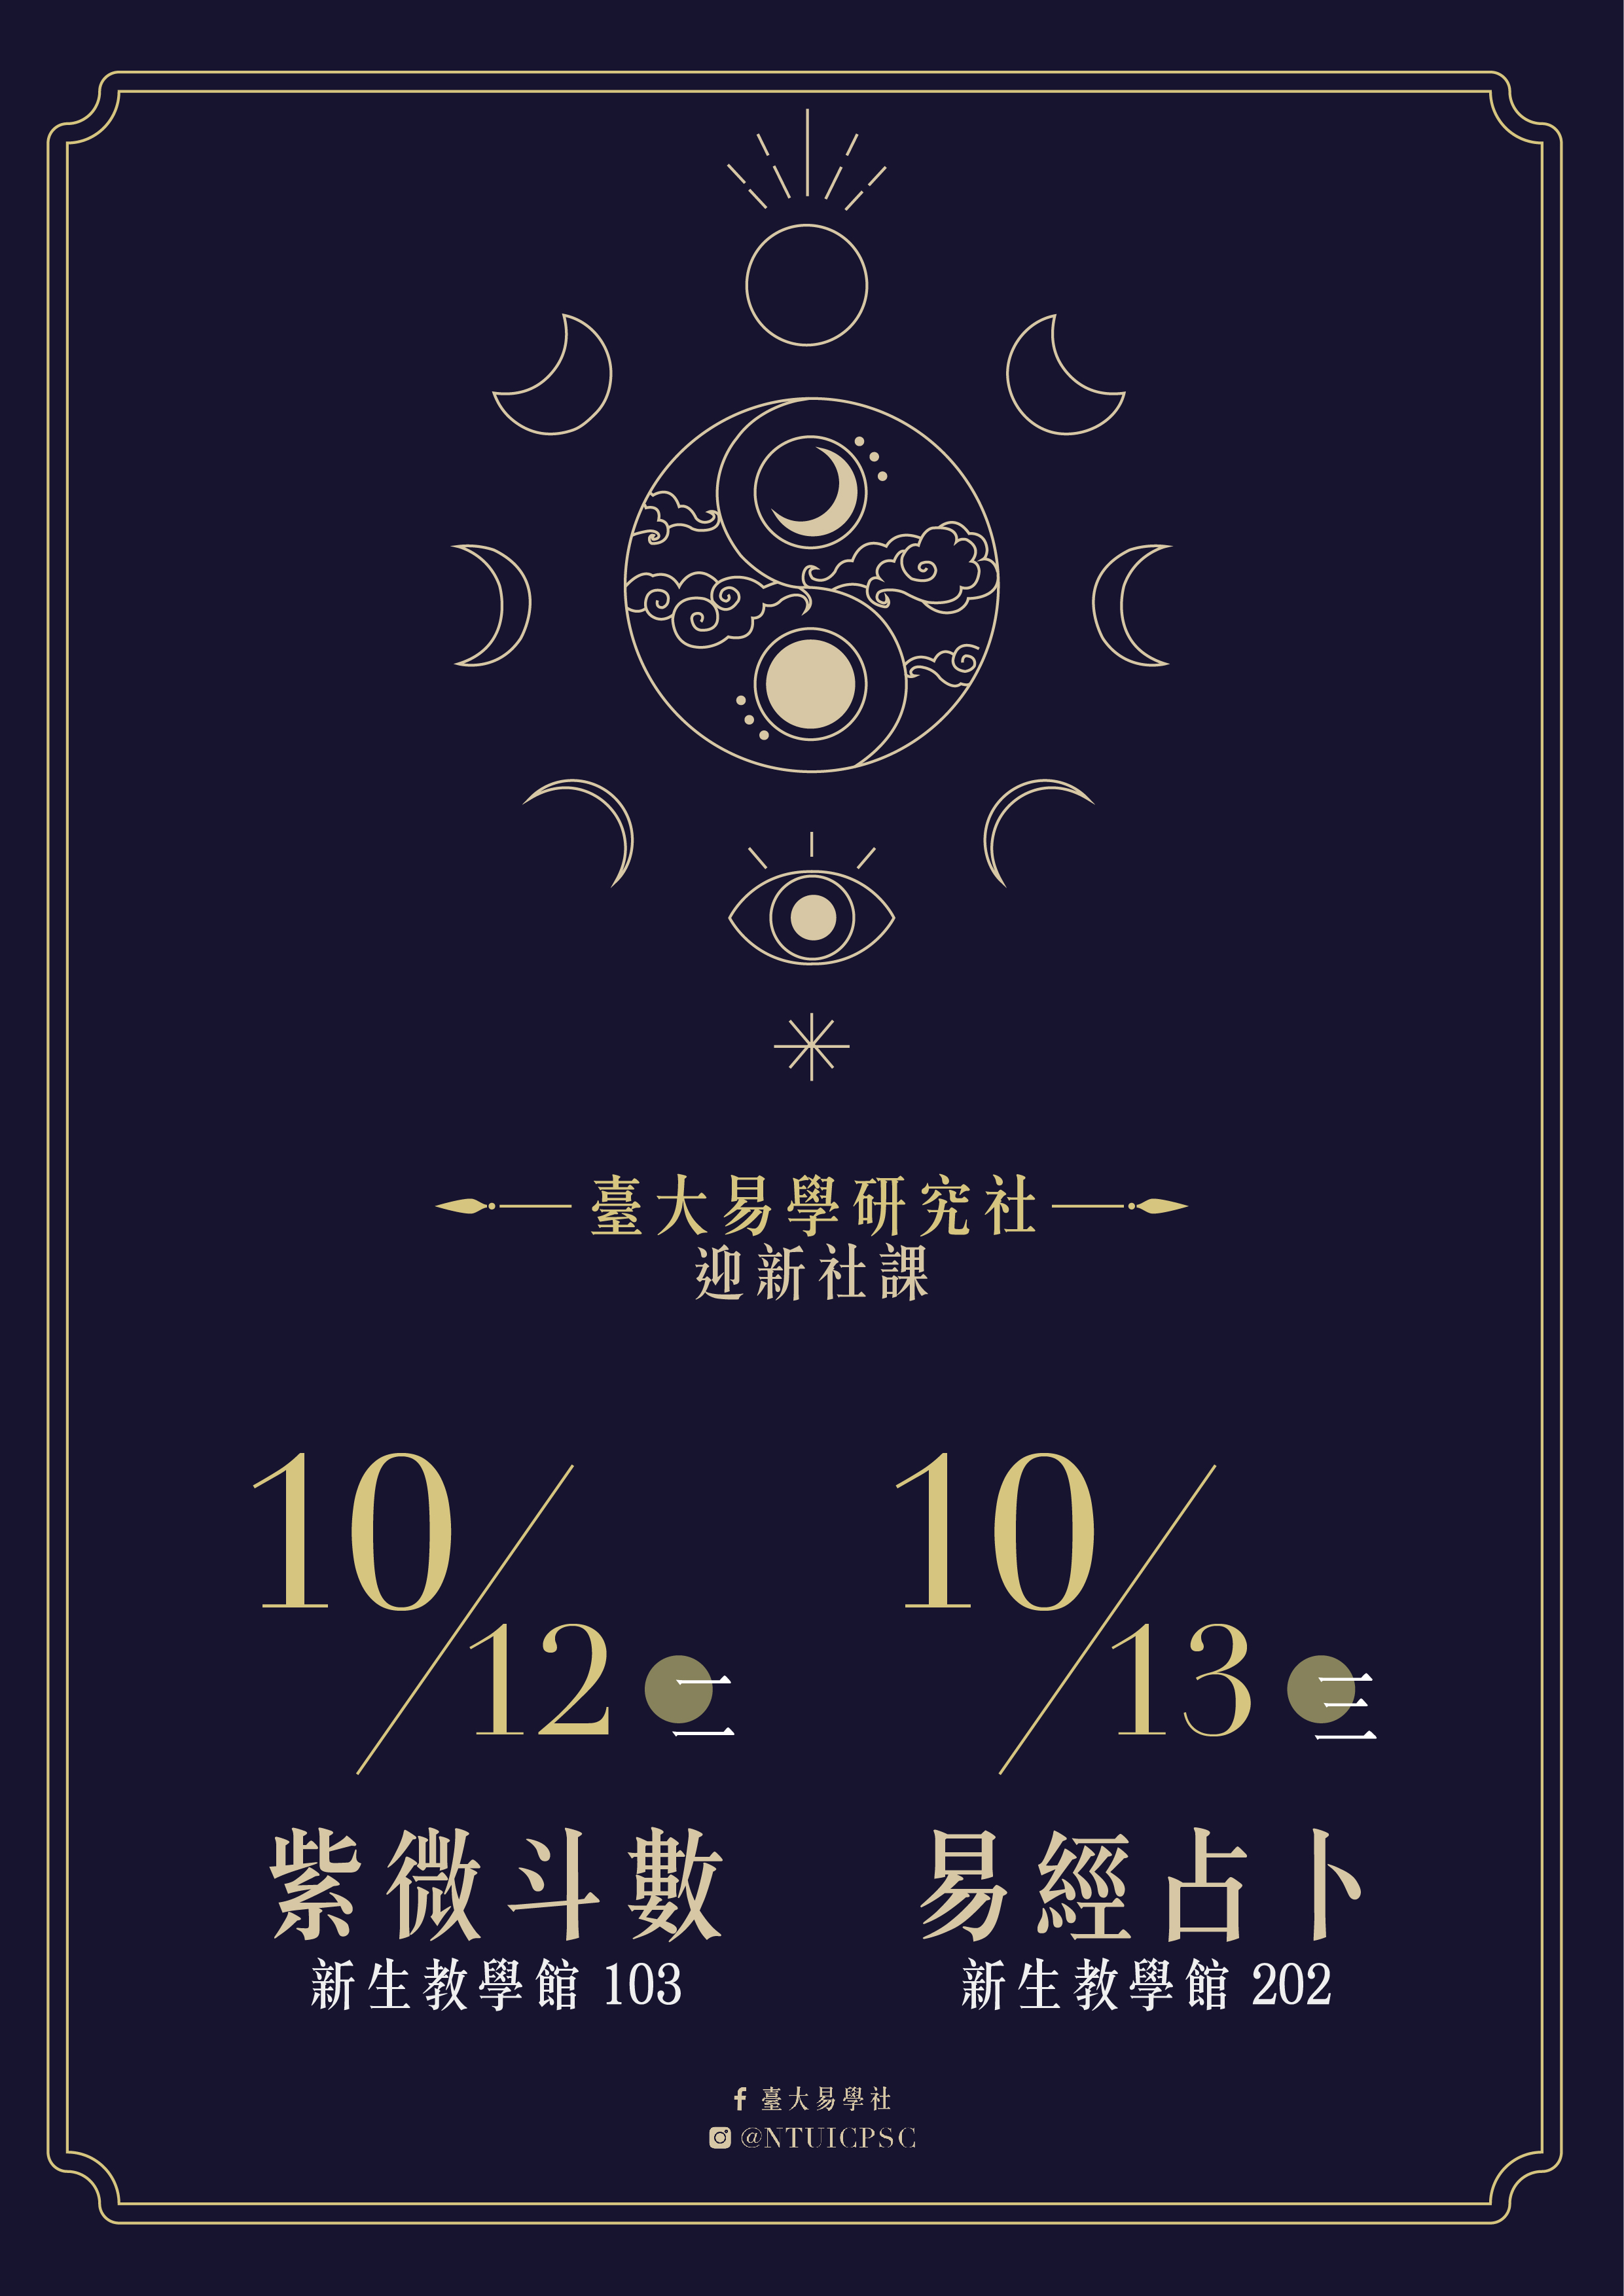 臺大易學研究社
迎新社課
10/12 二
紫微斗數
新生教學館 103
10/13 三
易經占卜
新生教學館 202
臺大易學社
@NTUICPSC